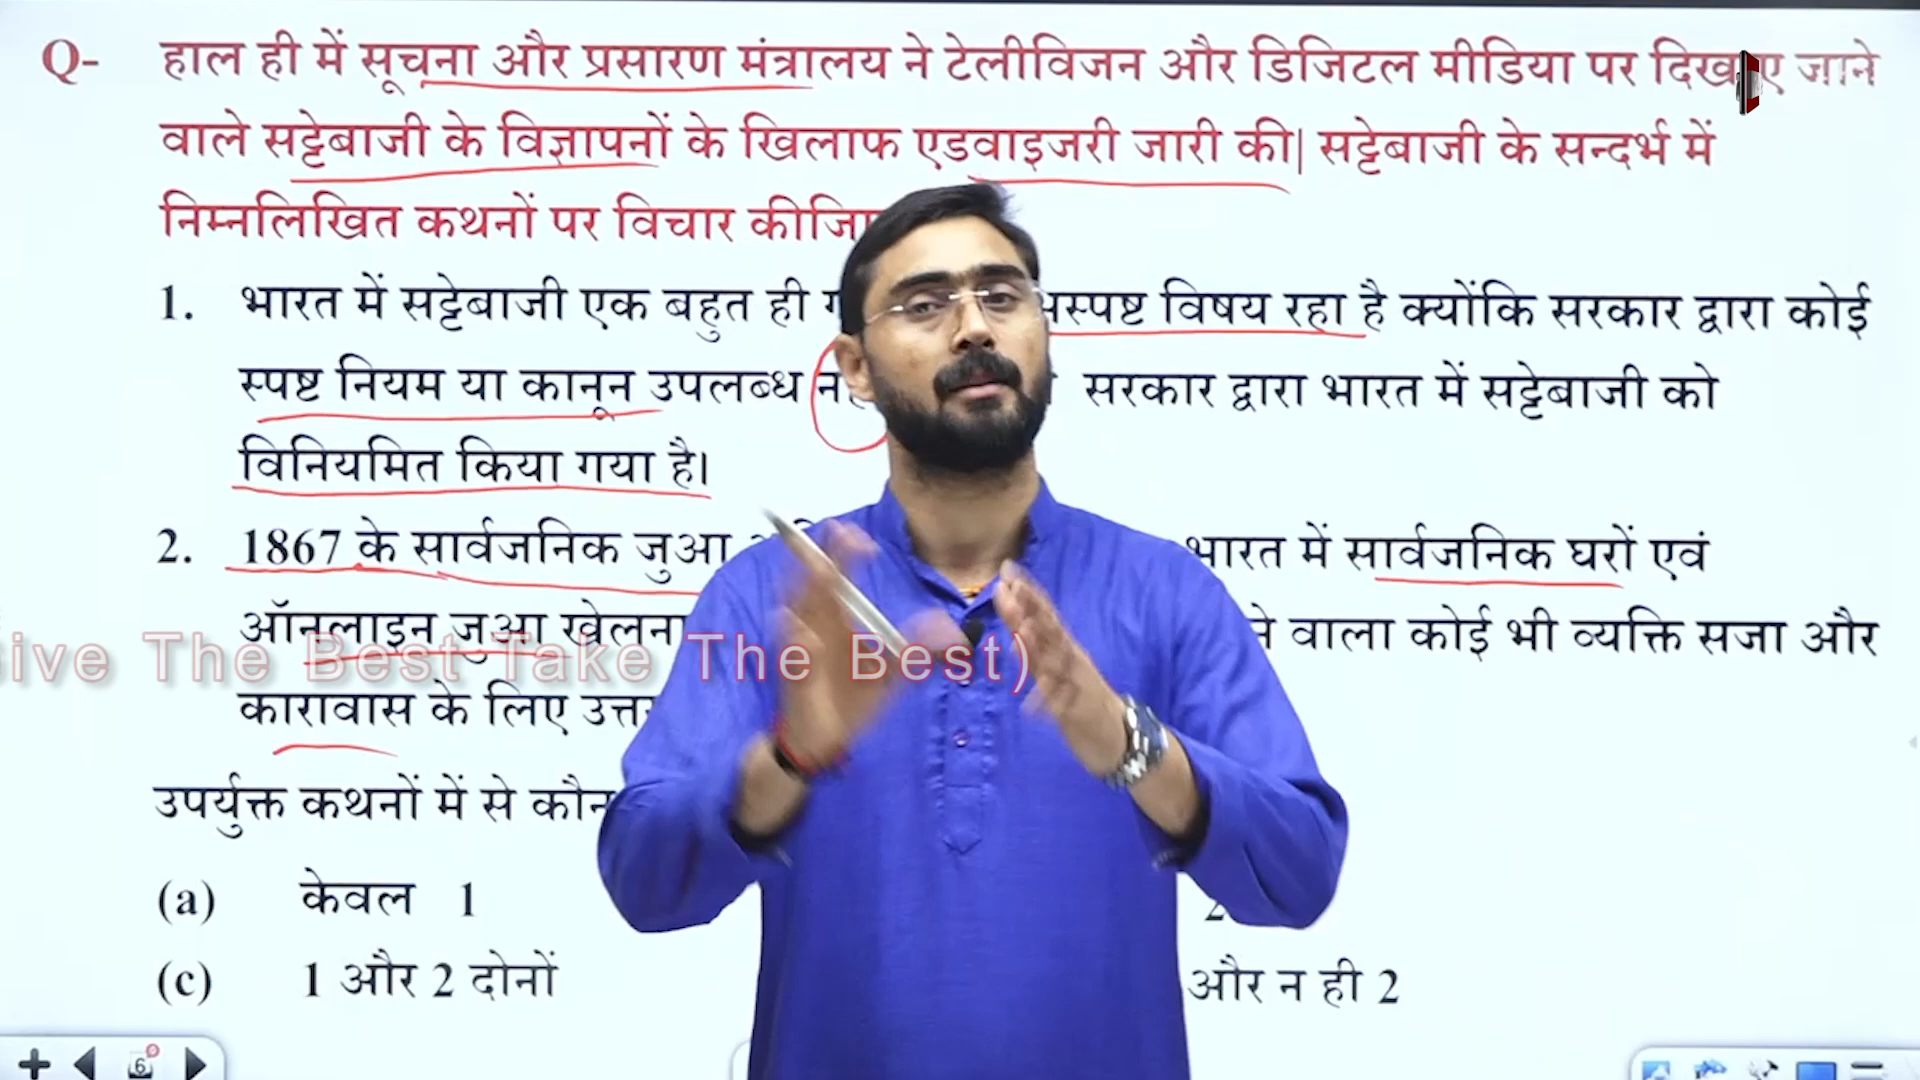 Q- हाल ही में सूचना और प्रसारण मंत्रालय ने टेलीविजन और डिजिटल मीडिया पर दिखाए जाने
वाले सट्टेबाजी के विज्ञापनों के खिलाफ एडवाइजरी जारी की| सट्टेबाजी के सन्दर्भ में
निम्नलिखित कथनों पर विचार
1. भारत में सट्टेबाजी एक बहुत ही विषय रहा है क्योंकि सरकार द्वारा कोई
स्पष्ट नियम या कानून उपलब्ध सरकार द्वारा भारत में सट्टेबाजी को
विनियमित किया गया है।
2. 1867 के सार्वजनिक जुआ भारत में सार्वजनिक घरों एवं
ऑनलाइन जुआ खेलना वाला कोई भी व्यक्ति सजा और
The Best Take The Best)
कारावास के लिए
उपर्युक्त कथनों में से
(a) केवल 1 2
(c) 1 और 2 दोनों और न ही 2
6